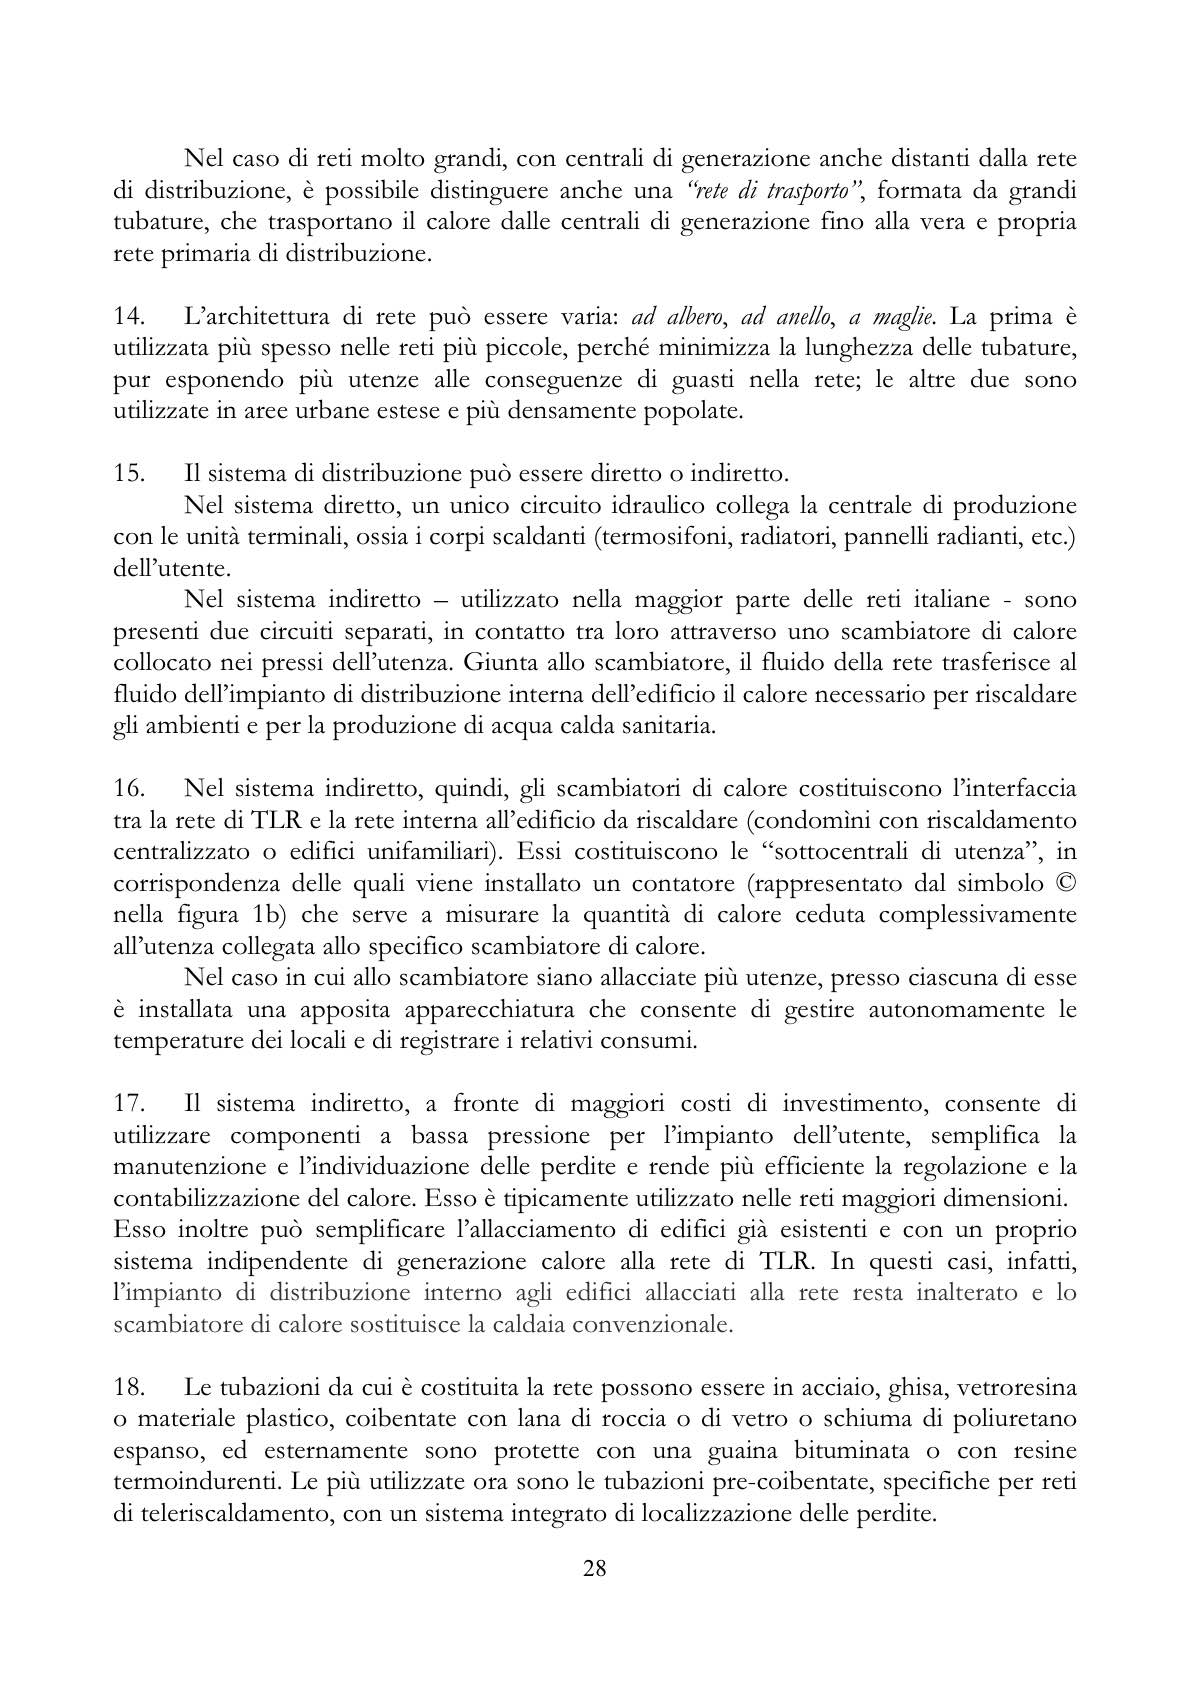 Nel caso di reti molto grandi, con centrali di generazione anche distanti dalla rete
di distribuzione, è possibile distinguere anche una “rete di trasporto”, formata da grandi
tubature, che trasportano il calore dalle centrali di generazione fino alla vera e propria
rete primaria di distribuzione.
14. L’architettura di rete può essere varia: ad albero, ad anello, a maglie. La prima è
utilizzata più spesso nelle reti più piccole, perché minimizza la lunghezza delle tubature,
pur esponendo più utenze alle conseguenze di guasti nella rete; le altre due sono
utilizzate in aree urbane estese e più densamente popolate.
15. Il sistema di distribuzione può essere diretto o indiretto.
Nel sistema diretto, un unico circuito idraulico collega la centrale di produzione
con le unità terminali, ossia i corpi scaldanti (termosifoni, radiatori, pannelli radianti, etc.)
dell’utente.
Nel sistema indiretto – utilizzato nella maggior parte delle reti italiane - sono
presenti due circuiti separati, in contatto tra loro attraverso uno scambiatore di calore
collocato nei pressi dell’utenza. Giunta allo scambiatore, il fluido della rete trasferisce al
fluido dell’impianto di distribuzione interna dell’edificio il calore necessario per riscaldare
gli ambienti e per la produzione di acqua calda sanitaria.
16. Nel sistema indiretto, quindi, gli scambiatori di calore costituiscono l’interfaccia
tra la rete di TLR e la rete interna all’edificio da riscaldare (condomìni con riscaldamento
centralizzato o edifici unifamiliari). Essi costituiscono le “sottocentrali di utenza”, in
corrispondenza delle quali viene installato un contatore (rappresentato dal simbolo ©
nella figura 1b) che serve a misurare la quantità di calore ceduta complessivamente
all’utenza collegata allo specifico scambiatore di calore.
Nel caso in cui allo scambiatore siano allacciate più utenze, presso ciascuna di esse
è installata una apposita apparecchiatura che consente di gestire autonomamente le
temperature dei locali e di registrare i relativi consumi.
17. Il sistema indiretto, a fronte di maggiori costi di investimento, consente di
utilizzare componenti a bassa pressione per l’impianto dell’utente, semplifica la
manutenzione e l’individuazione delle perdite e rende più efficiente la regolazione e la
contabilizzazione del calore. Esso è tipicamente utilizzato nelle reti maggiori dimensioni.
Esso inoltre può semplificare l’allacciamento di edifici già esistenti e con un proprio
sistema indipendente di generazione calore alla rete di TLR. In questi casi, infatti,
l’impianto di distribuzione interno agli edifici allacciati alla rete resta inalterato e lo
scambiatore di calore sostituisce la caldaia convenzionale.
18. Le tubazioni da cui è costituita la rete possono essere in acciaio, ghisa, vetroresina
o materiale plastico, coibentate con lana di roccia o di vetro o schiuma di poliuretano
espanso, ed esternamente sono protette con una guaina bituminata o con resine
termoindurenti. Le più utilizzate ora sono le tubazioni pre-coibentate, specifiche per reti
di teleriscaldamento, con un sistema integrato di localizzazione delle perdite.
28